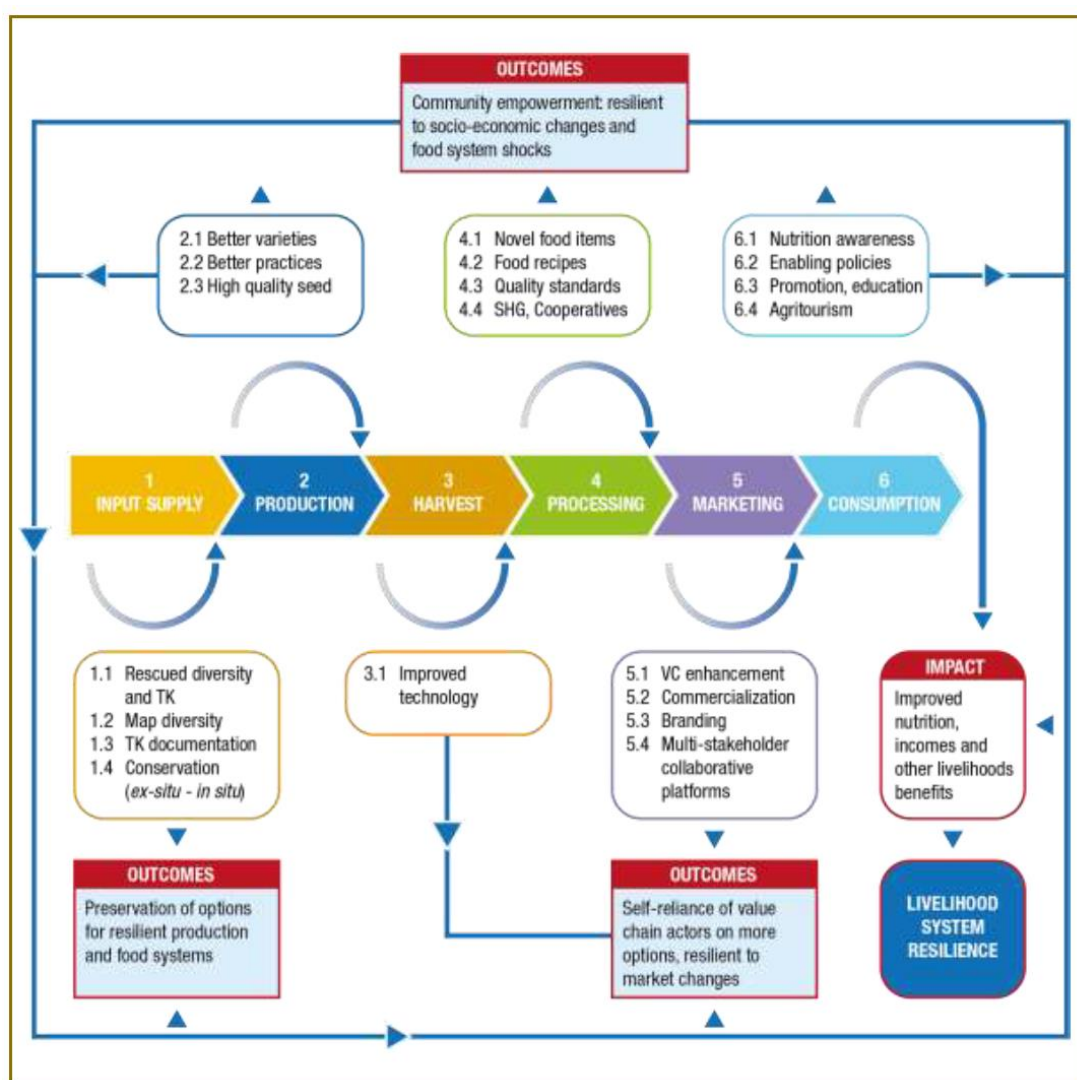 OUTCOMES
Community empowerment: resilient
to socio-economic changes and
food system shocks
2.1 Better varieties
2.2 Better practices
2.3 High quality seed
4.1 Novel food items
4.2 Food recipes
4.3 Quality standards
4.4 SHG, Cooperatives
6.1 Nutrition awareness
6.2 Enabling policies
6.3 Promotion, education
6.4 Agritourism
1
INPUT SUPPLY
2
PRODUCTION
3
HARVEST
4
PROCESSING
5
MARKETING
6
CONSUMPTION
1.1 Rescued diversity
and TK
1.2 Map diversity
1.3 TK documentation
1.4 Conservation
(ex-situ - in situ)
3.1 Improved
technology
5.1 VC enhancement
5.2 Commercialization
5.3 Branding
5.4 Multi-stakeholder
collaborative
platforms
IMPACT
Improved
nutrition,
incomes and
other livelihoods
benefits
OUTCOMES
Preservation of options
for resilient production
and food systems
OUTCOMES
Self-reliance of value
chain actors on more
options, resilient to
market changes
LIVELIHOOD
SYSTEM
RESILIENCE